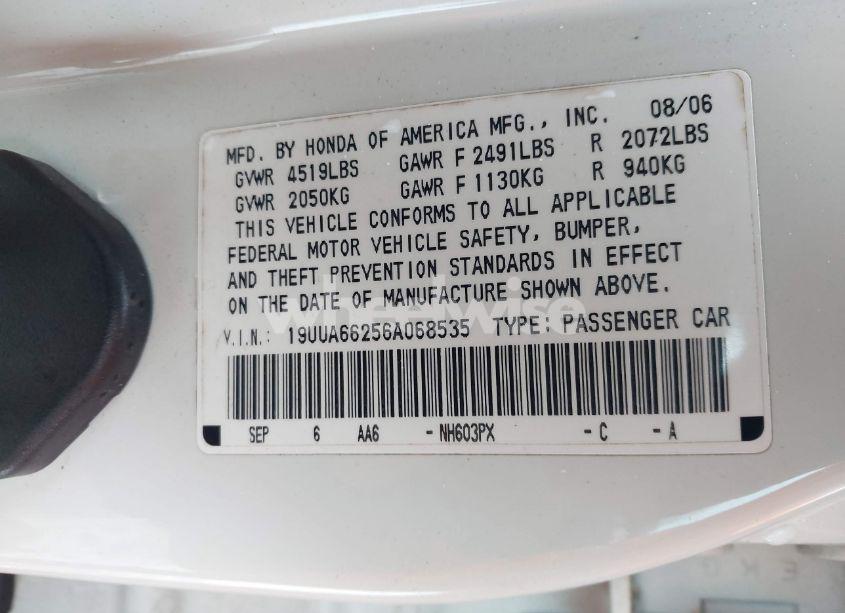 MFD. BY HONDA OF AMERICA MFG., INC. 08/06
GVWR 4519LBS GAWR F 2491LBS R 2072LBS
GVWR 2050KG GAWR F 1130KG R 940KG
THIS VEHICLE CONFORMS TO ALL APPLICABLE
FEDERAL MOTOR VEHICLE SAFETY, BUMPER,
AND THEFT PREVENTION STANDARDS IN EFFECT
ON THE DATE OF MANUFACTURE SHOWN ABOVE.
wheelwise
V.I.N.: 19UUA66256A068535 TYPE: PASSENGER CAR
SEP 6 AA6 - NH603PX - C - A